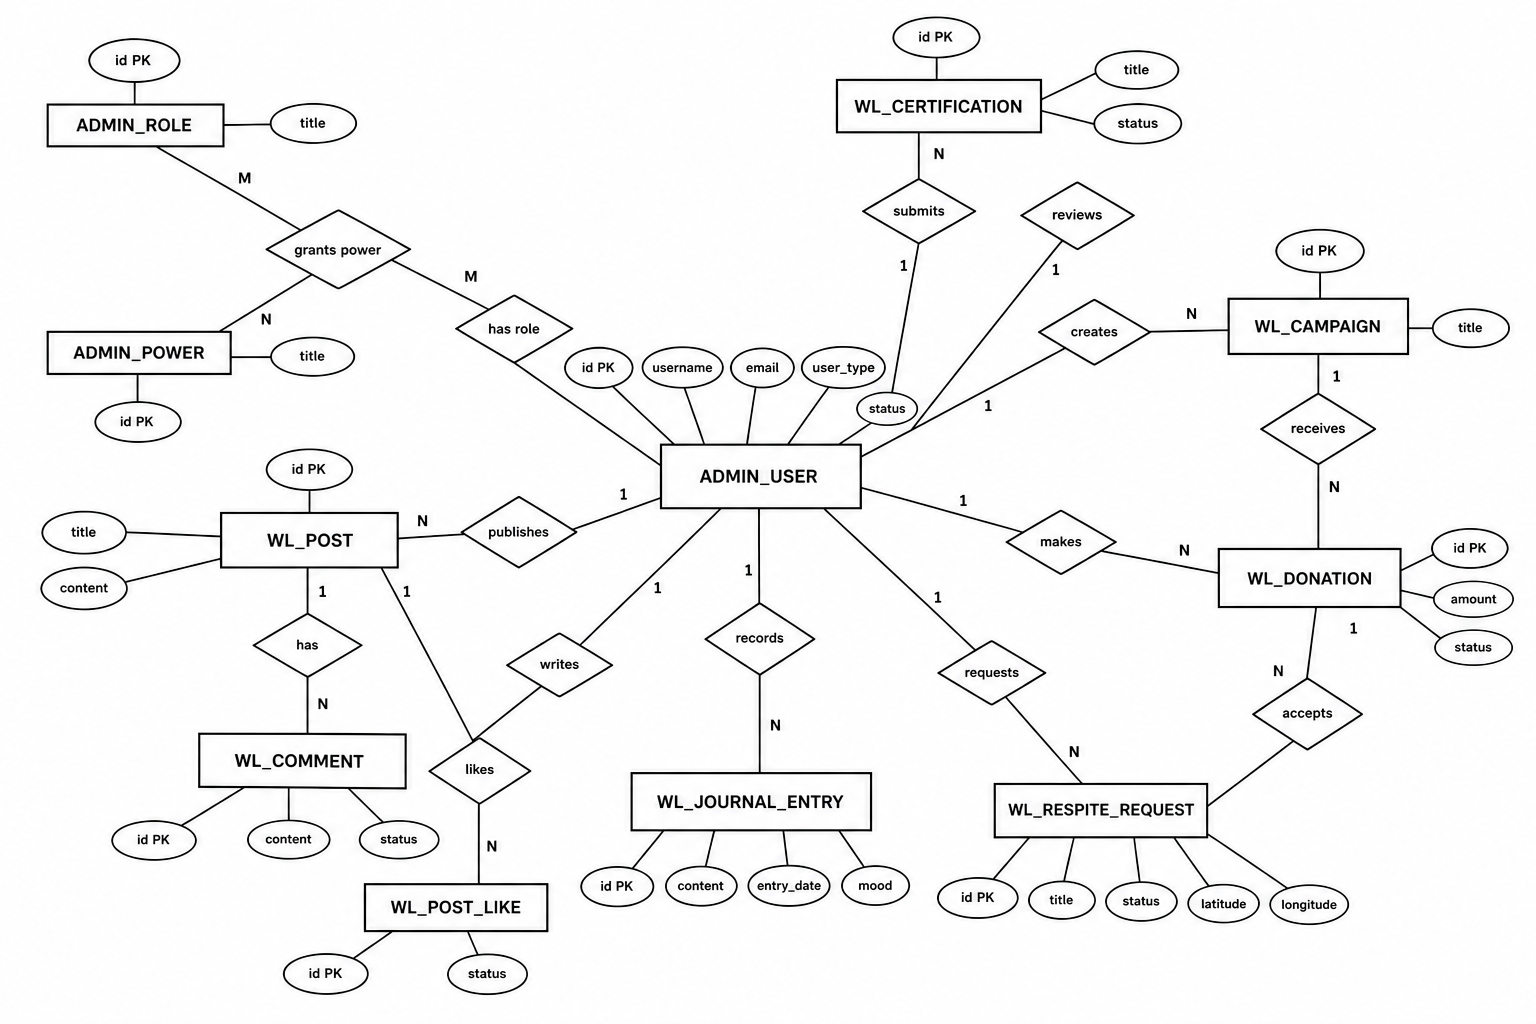 id PK
ADMIN_ROLE
title
M
grants power
M
N
has role
ADMIN_POWER
title
id PK
id PK
WL_CERTIFICATION
title
status
N
submits
reviews
1
1
id PK
creates
N
WL_CAMPAIGN
title
1
1
receives
N
id PK
username
email
user_type
status
ADMIN_USER
id PK
title
WL_POST
content
N
publishes
1
1
makes
N
WL_DONATION
id PK
amount
status
1
1
has
N
1
writes
1
records
N
1
requests
N
1
N
accepts
WL_COMMENT
id PK
content
status
likes
N
WL_POST_LIKE
id PK
status
WL_JOURNAL_ENTRY
id PK
content
entry_date
mood
WL_RESPITE_REQUEST
id PK
title
status
latitude
longitude